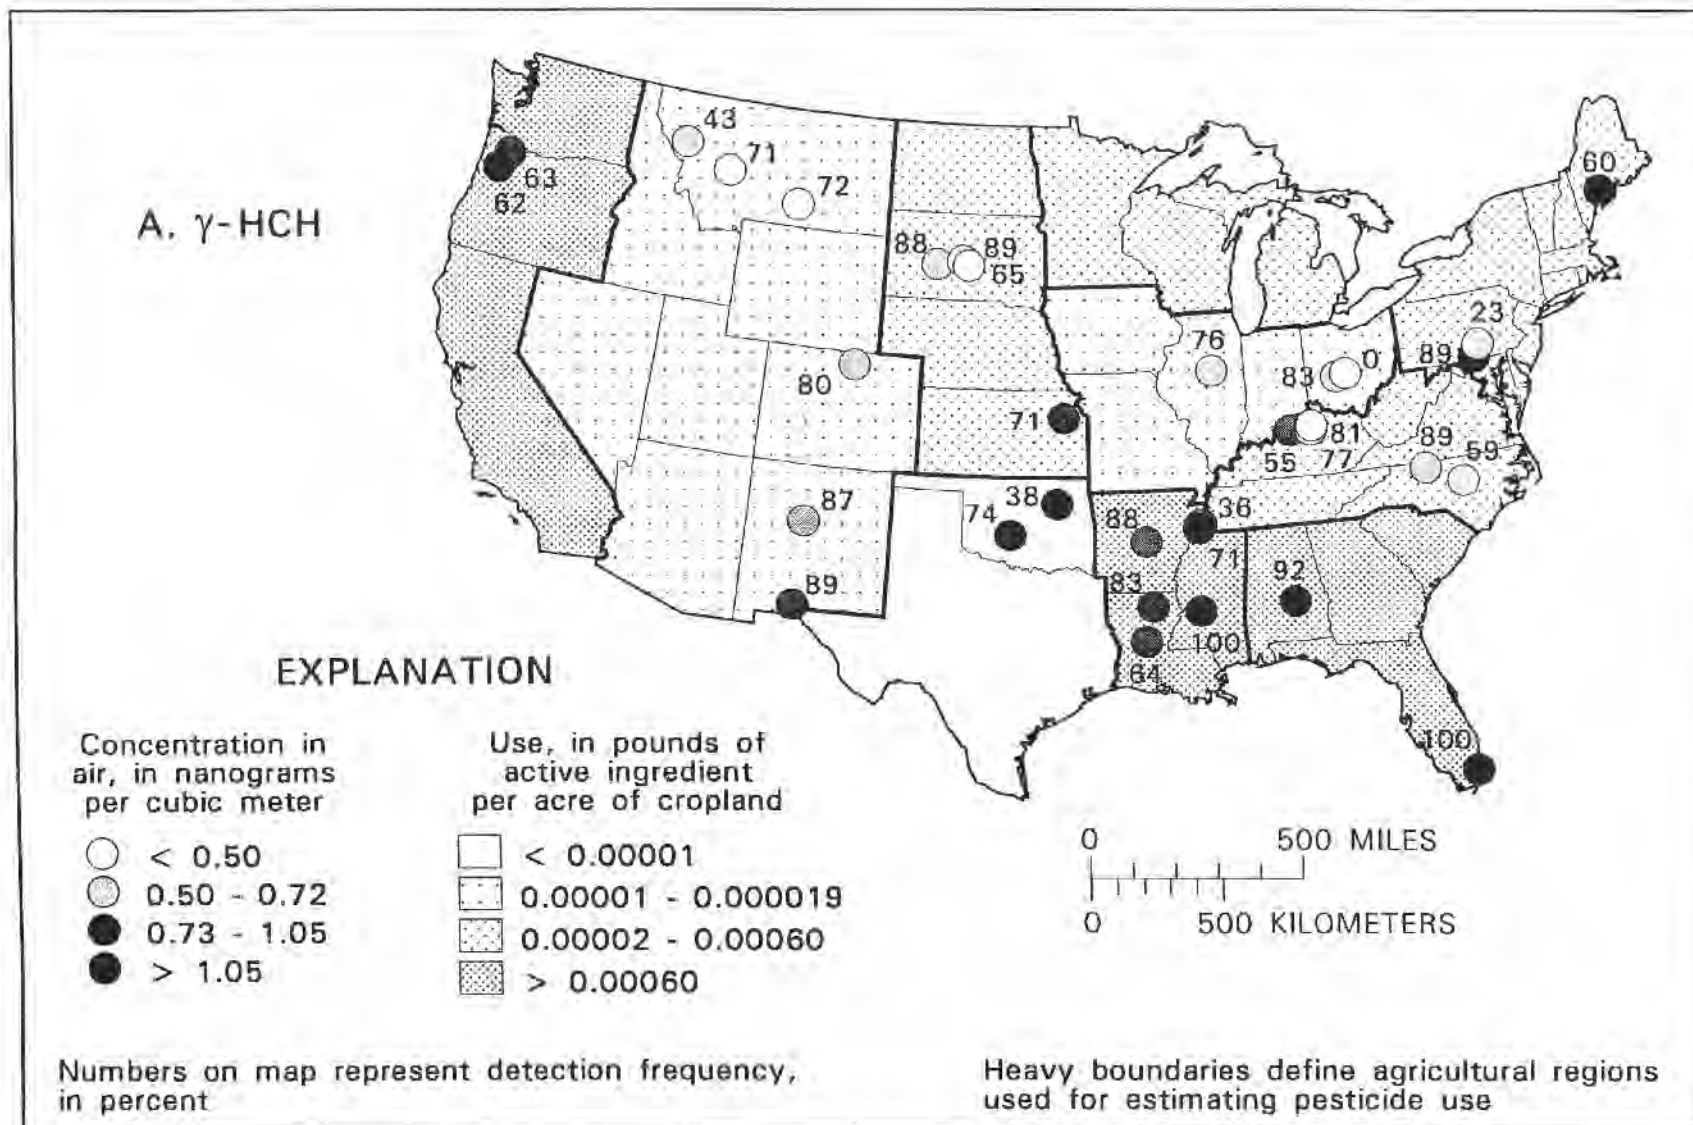 A. γ-HCH
43
71
72
63
62
88
89
65
60
23
89
76
83
0
80
71
55
81
77
89
59
87
38
74
36
88
71
92
89
83
100
64
100
EXPLANATION
Concentration in
air, in nanograms
per cubic meter
< 0.50
0.50 - 0.72
0.73 - 1.05
> 1.05
Use, in pounds of
active ingredient
per acre of cropland
< 0.00001
0.00001 - 0.000019
0.00002 - 0.00060
> 0.00060
0 500 MILES
0 500 KILOMETERS
Numbers on map represent detection frequency,
in percent
Heavy boundaries define agricultural regions
used for estimating pesticide use